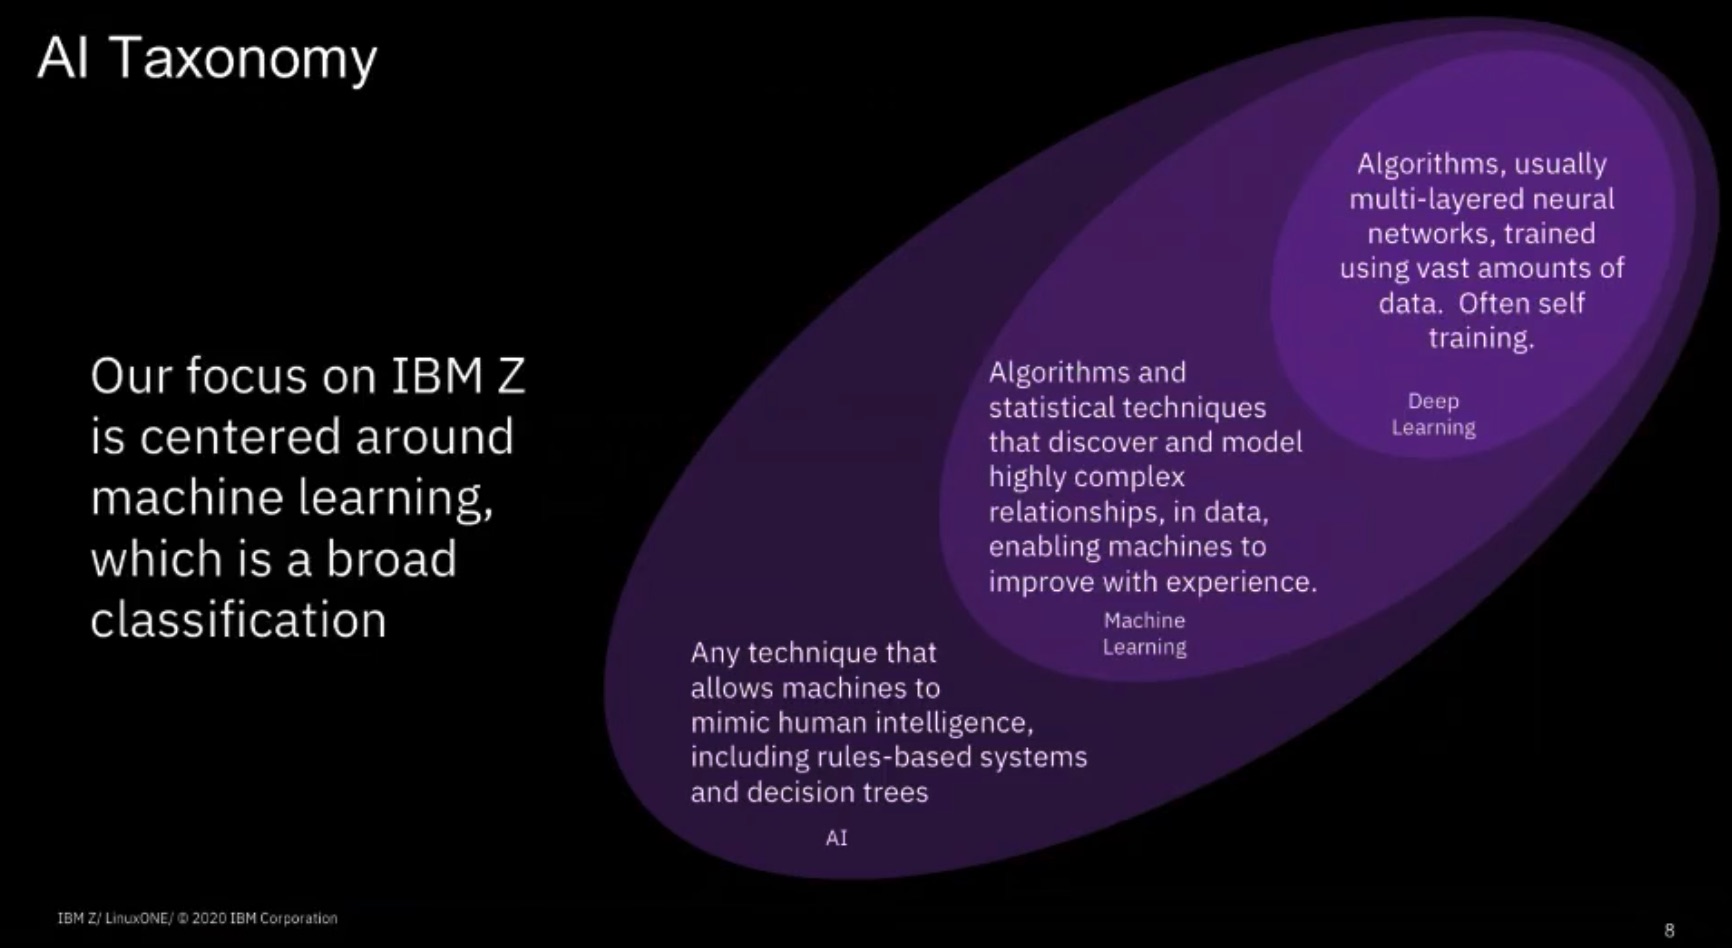 AI Taxonomy
Our focus on IBM Z
is centered around
machine learning,
which is a broad
classification
Algorithms, usually
multi-layered neural
networks, trained
using vast amounts of
data.  Often self
training.
Deep
Learning
Algorithms and
statistical techniques
that discover and model
highly complex
relationships, in data,
enabling machines to
improve with experience.
Machine
Learning
Any technique that
allows machines to
mimic human intelligence,
including rules-based systems
and decision trees
AI
IBM Z/ LinuxONE/ © 2020 IBM Corporation
8